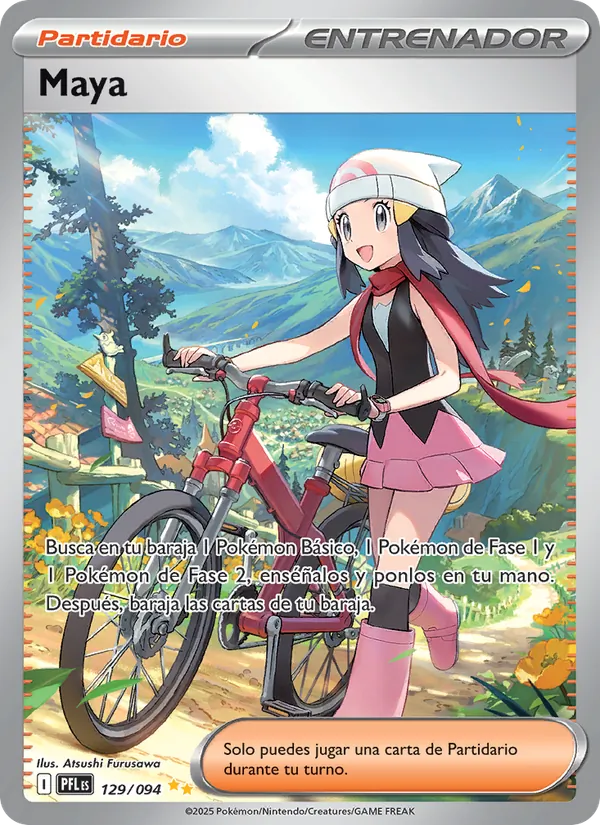 Partidario
ENTRENADOR
Maya
Busca en tu baraja 1 Pokémon Básico, 1 Pokémon de Fase 1 y
1 Pokémon de Fase 2, enséñalos y ponlos en tu mano.
Después, baraja las cartas de tu baraja.
Solo puedes jugar una carta de Partidario
durante tu turno.
Ilus. Atsushi Furusawa
I PFL ES 129/094
©2025 Pokémon/Nintendo/Creatures/GAME FREAK